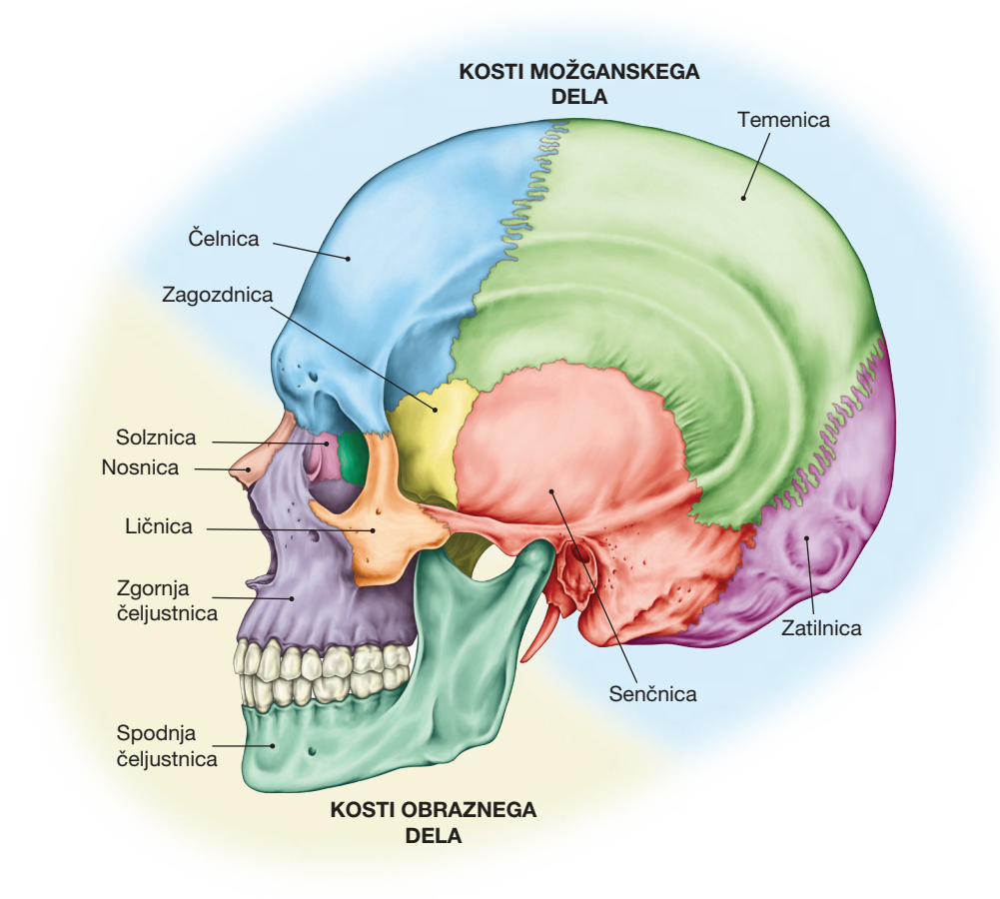 KOSTI MOŽGANSKEGA
DELA
Temenica
Čelnica
Zagozdnica
Solznica
Nosnica
Ličnica
Zgornja
čeljustnica
Zatilnica
Senčnica
Spodnja
čeljustnica
KOSTI OBRAZNEGA
DELA